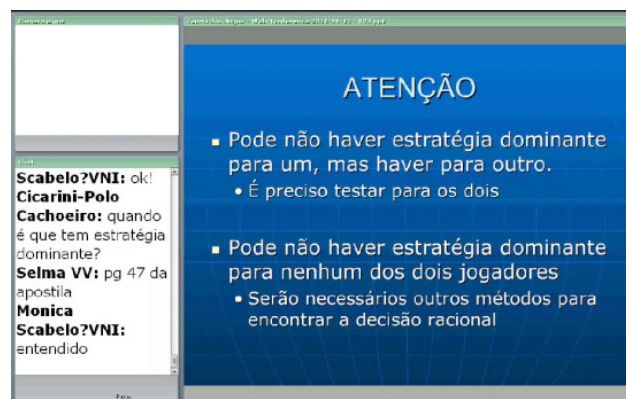 Scabelo?VNI: ok!
Cicarini-Polo
Cachoeiro: quando
é que tem estratégia
dominante?
Selma VV: pg 47 da
apostila
Monica
Scabelo?VNI:
entendido
ATENÇÃO
Pode não haver estratégia dominante
para um, mas haver para outro.
É preciso testar para os dois
Pode não haver estratégia dominante
para nenhum dos dois jogadores
Serão necessários outros métodos para
encontrar a decisão racional